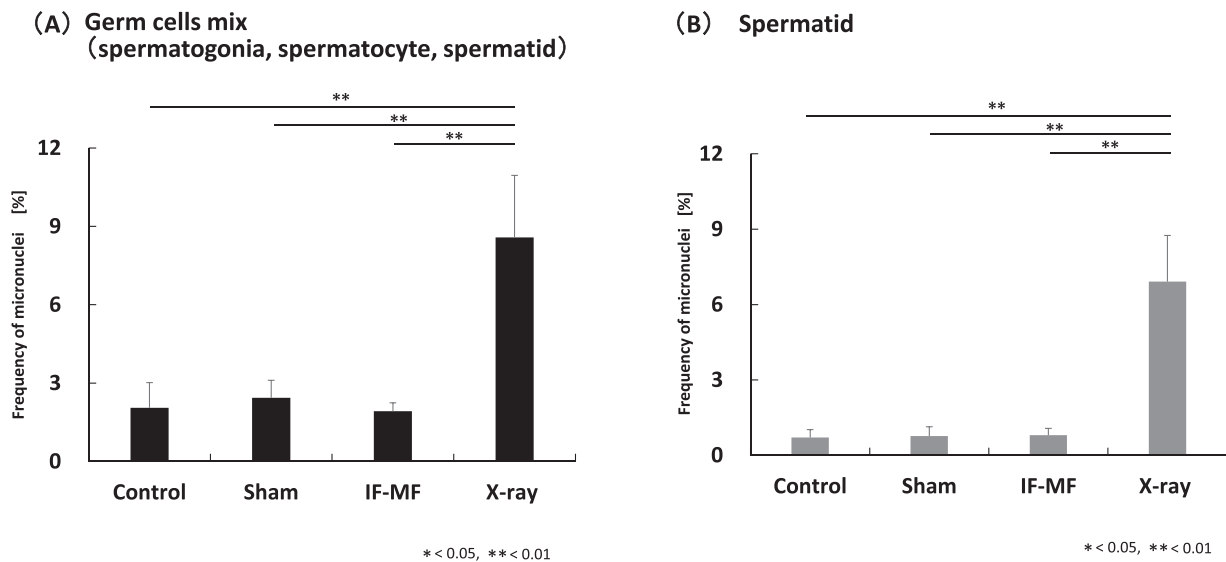 (A) Germ cells mix
(spermatogonia, spermatocyte, spermatid)
**
**
**
12
9
6
3
0
Frequency of micronuclei [%]
Control Sham IF-MF X-ray
*< 0.05, **< 0.01
(B) Spermatid
**
**
**
12
9
6
3
0
Frequency of micronuclei [%]
Control Sham IF-MF X-ray
*< 0.05, **< 0.01